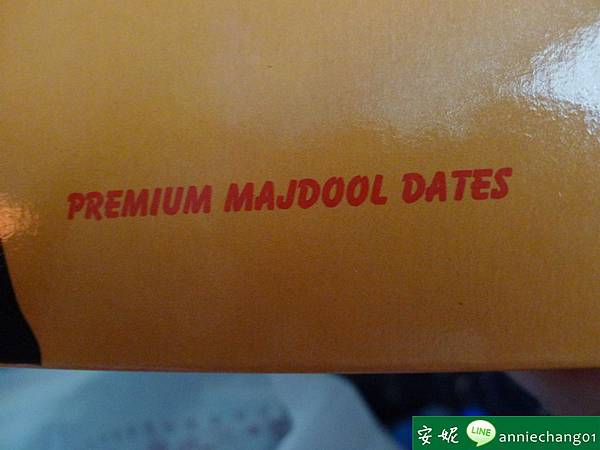 PREMIUM MAJDOOL DATES
安妮 LINE anniechang01